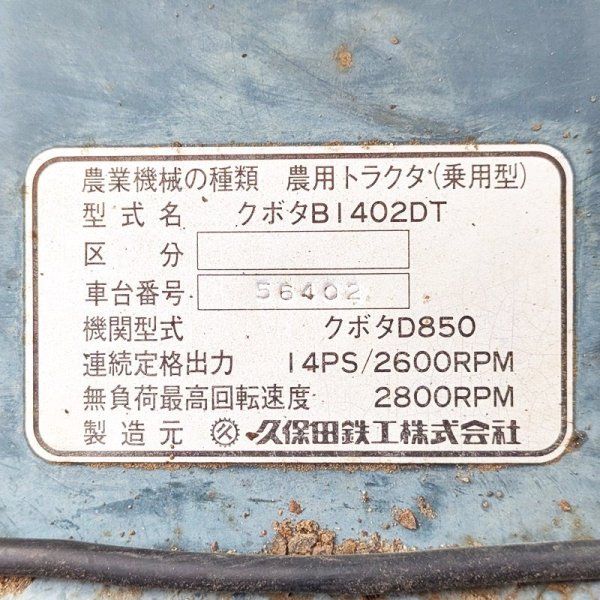 農業機械の種類 農用トラクタ(乗用型)
型式名 クボタB1402DT
区分
車台番号 56402
機関型式 クボタD850
連続定格出力 14PS/2600RPM
無負荷最高回転速度 2800RPM
製造元 久保田鉄工株式会社